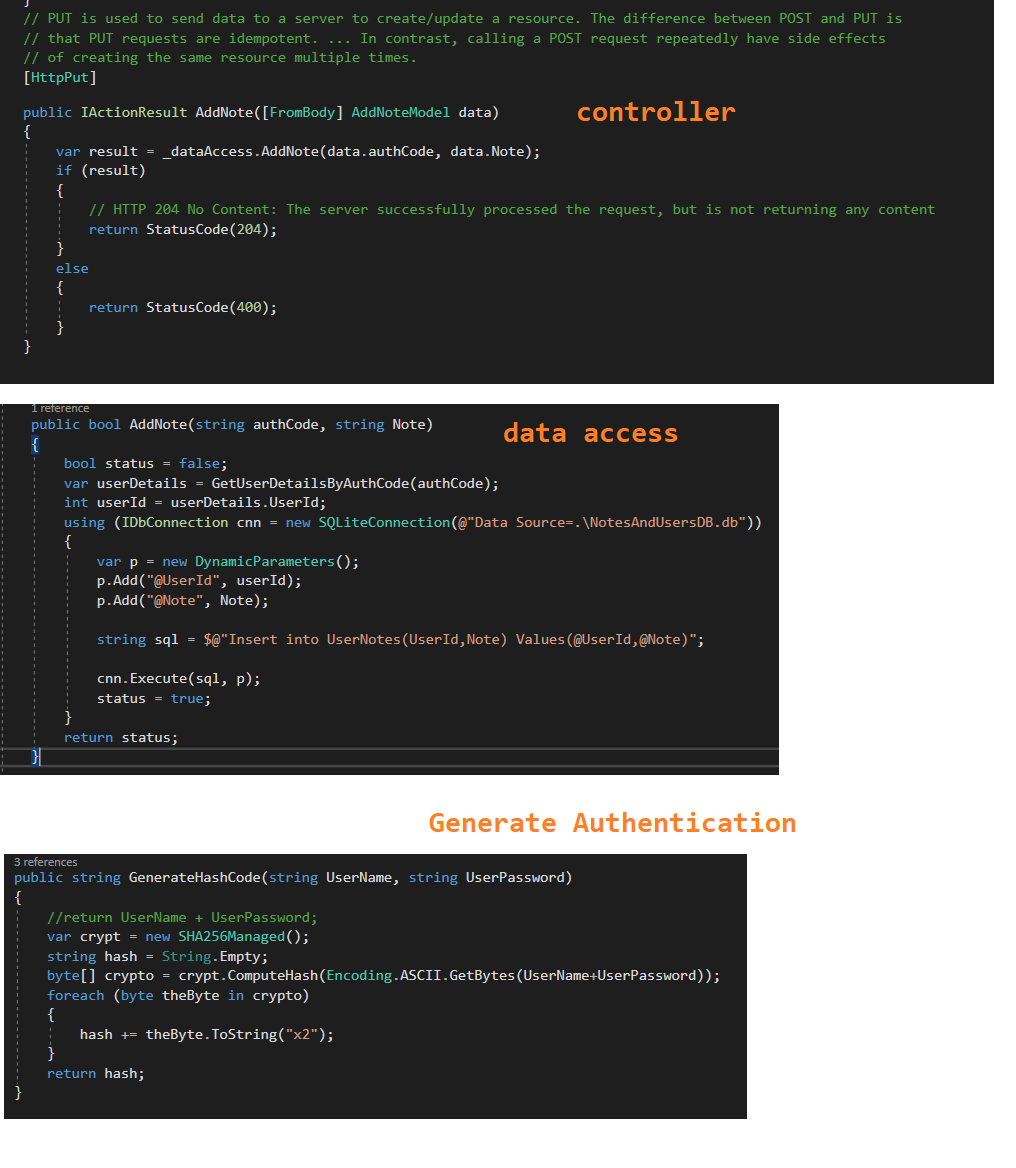 }
// PUT is used to send data to a server to create/update a resource. The difference between POST and PUT is
// that PUT requests are idempotent. ... In contrast, calling a POST request repeatedly have side effects
// of creating the same resource multiple times.
[HttpPut]
public IActionResult AddNote([FromBody] AddNoteModel data)
controller
{
var result = _dataAccess.AddNote(data.authCode, data.Note);
if (result)
{
// HTTP 204 No Content: The server successfully processed the request, but is not returning any content
return StatusCode(204);
}
else
{
return StatusCode(400);
}
}
1 reference
public bool AddNote(string authCode, string Note)
data access
{
bool status = false;
var userDetails = GetUserDetailsByAuthCode(authCode);
int userId = userDetails.UserId;
using (IDbConnection cnn = new SQLiteConnection(@"Data Source=.\NotesAndUsersDB.db"))
{
var p = new DynamicParameters();
p.Add("@UserId", userId);
p.Add("@Note", Note);
string sql = $@"Insert into UserNotes(UserId,Note) Values(@UserId,@Note)";
cnn.Execute(sql, p);
status = true;
}
return status;
}
Generate Authentication
3 references
public string GenerateHashCode(string UserName, string UserPassword)
{
//return UserName + UserPassword;
var crypt = new SHA256Managed();
string hash = String.Empty;
byte[] crypto = crypt.ComputeHash(Encoding.ASCII.GetBytes(UserName+UserPassword));
foreach (byte theByte in crypto)
{
hash += theByte.ToString("x2");
}
return hash;
}